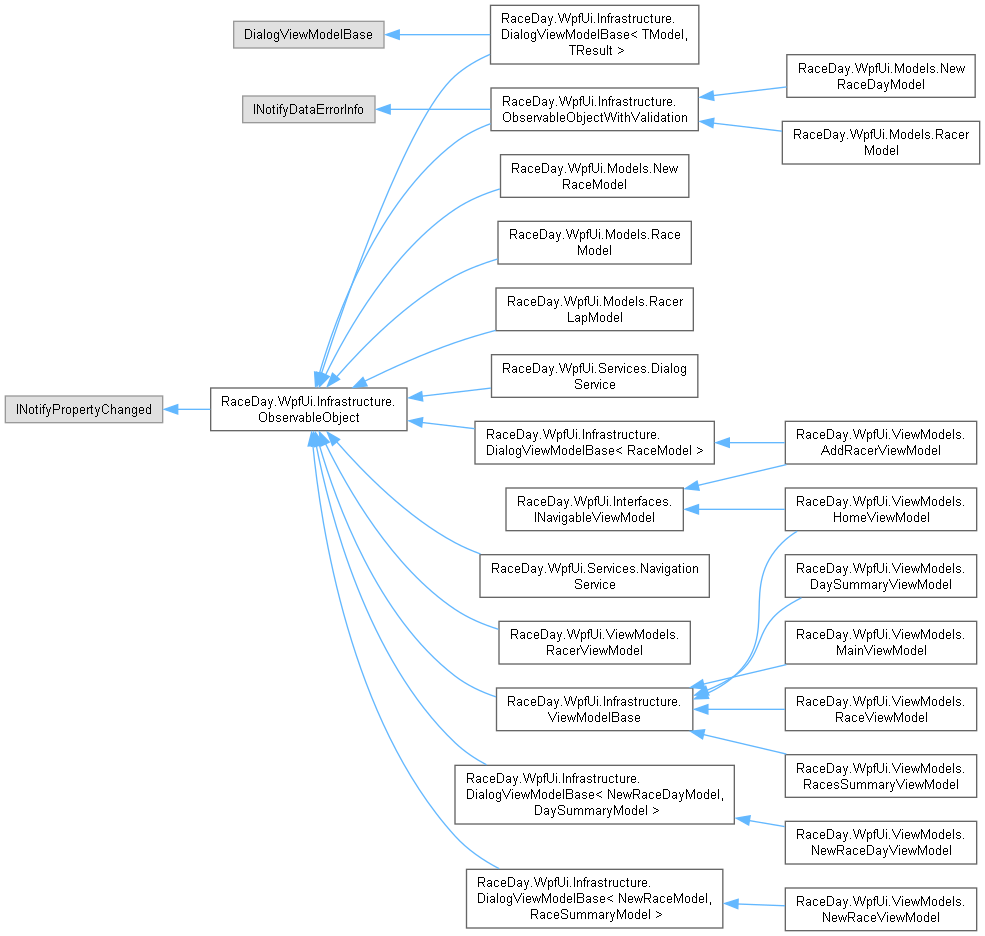 DialogViewModelBase
RaceDay.WpfUi.Infrastructure.
DialogViewModelBase< TModel,
TResult >
INotifyDataErrorInfo
RaceDay.WpfUi.Infrastructure.
ObservableObjectWithValidation
RaceDay.WpfUi.Models.New
RaceDayModel
RaceDay.WpfUi.Models.Racer
Model
RaceDay.WpfUi.Models.New
RaceModel
RaceDay.WpfUi.Models.Race
Model
RaceDay.WpfUi.Models.Racer
LapModel
RaceDay.WpfUi.Services.Dialog
Service
INotifyPropertyChanged
RaceDay.WpfUi.Infrastructure.
ObservableObject
RaceDay.WpfUi.Infrastructure.
DialogViewModelBase< RaceModel >
RaceDay.WpfUi.ViewModels.
AddRacerViewModel
RaceDay.WpfUi.Interfaces.
INavigableViewModel
RaceDay.WpfUi.ViewModels.
HomeViewModel
RaceDay.WpfUi.Services.Navigation
Service
RaceDay.WpfUi.ViewModels.
DaySummaryViewModel
RaceDay.WpfUi.ViewModels.
RacerViewModel
RaceDay.WpfUi.ViewModels.
MainViewModel
RaceDay.WpfUi.Infrastructure.
ViewModelBase
RaceDay.WpfUi.ViewModels.
RaceViewModel
RaceDay.WpfUi.ViewModels.
RacesSummaryViewModel
RaceDay.WpfUi.Infrastructure.
DialogViewModelBase< NewRaceDayModel,
DaySummaryModel >
RaceDay.WpfUi.ViewModels.
NewRaceDayViewModel
RaceDay.WpfUi.Infrastructure.
DialogViewModelBase< NewRaceModel,
RaceSummaryModel >
RaceDay.WpfUi.ViewModels.
NewRaceViewModel